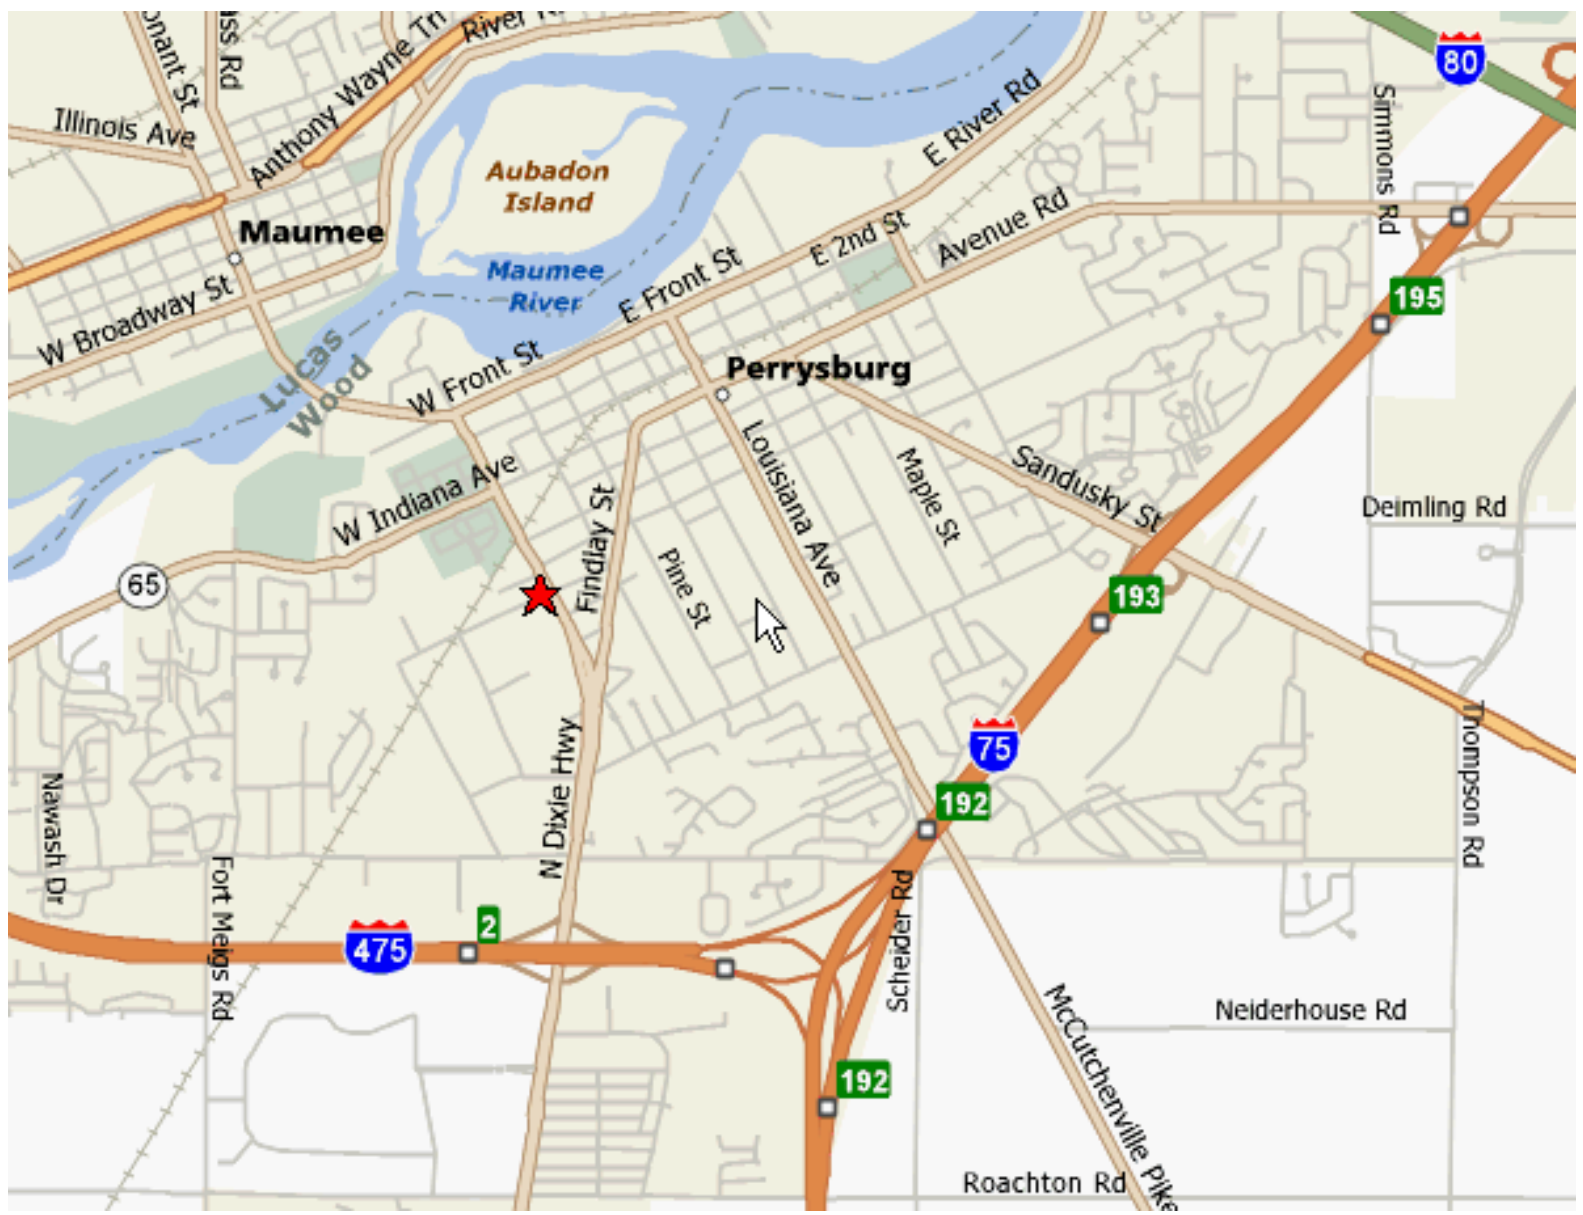 onant St
ass Rd
Anthony Wayne Trl
River R
Illinois Ave
80
Simmons Rd
E River Rd
Aubadon
Island
Maumee
E 2nd St
Avenue Rd
Maumee
River
E Front St
195
W Broadway St
Lucas
Wood
W Front St
Perrysburg
Louisiana Ave
Maple St
Sandusky St
W Indiana Ave
Deimling Rd
Findlay St
Pine St
65
193
N Dixie Hwy
75
Thompson Rd
Nawash Dr
192
Fort Meigs Rd
2
475
Scheider Rd
McCutchenville Pike
Neiderhouse Rd
192
Roachton Rd